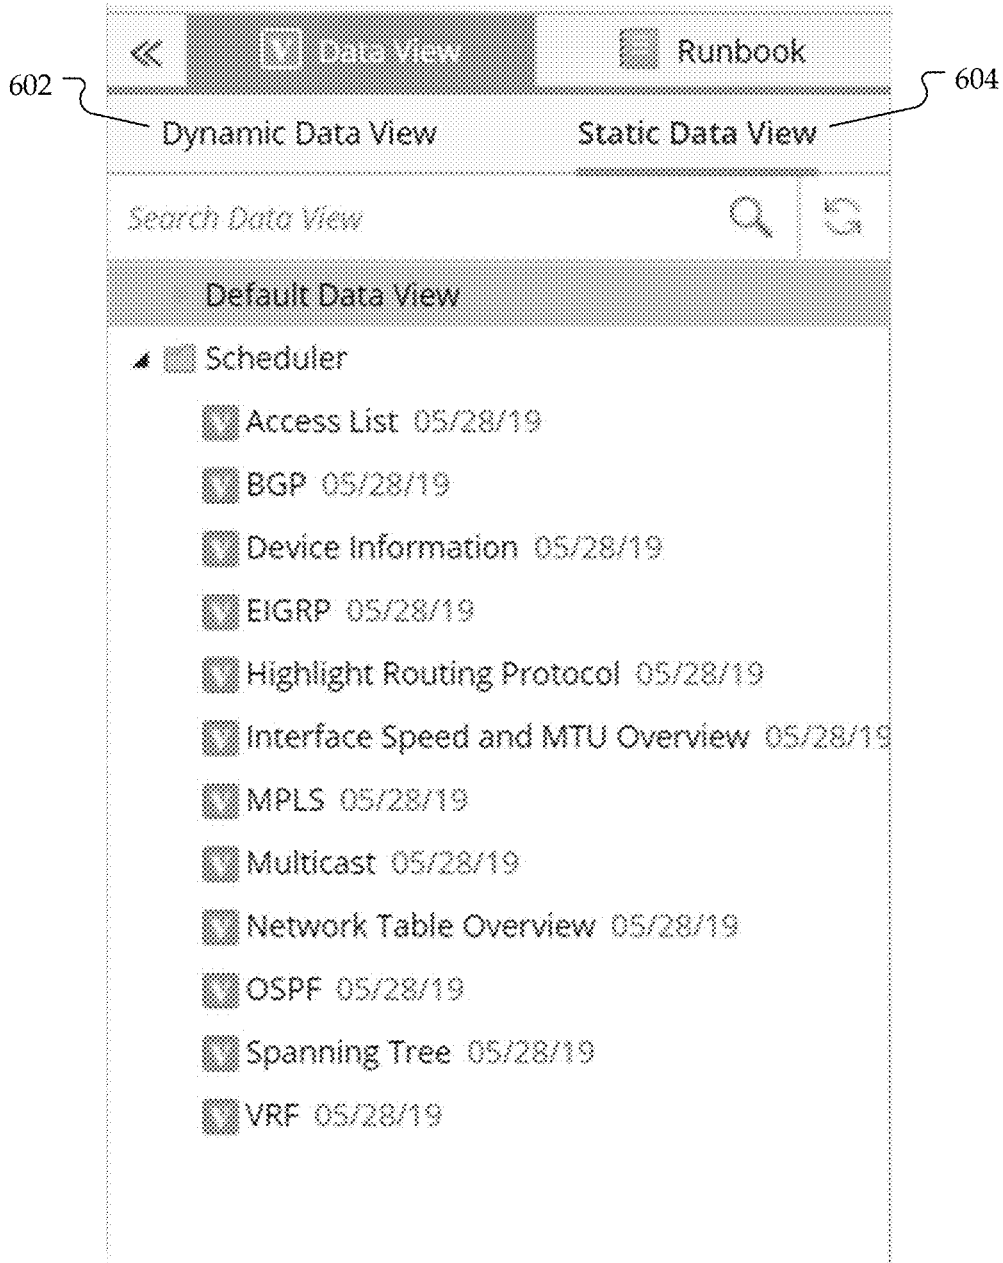 Data View Runbook
602 604
Dynamic Data View Static Data View
Search Data View
Default Data View
Scheduler
Access List 05/28/19
BGP 05/28/19
Device Information 05/28/19
EIGRP 05/28/19
Highlight Routing Protocol 05/28/19
Interface Speed and MTU Overview 05/28/19
MPLS 05/28/19
Multicast 05/28/19
Network Table Overview 05/28/19
OSPF 05/28/19
Spanning Tree 05/28/19
VRF 05/28/19